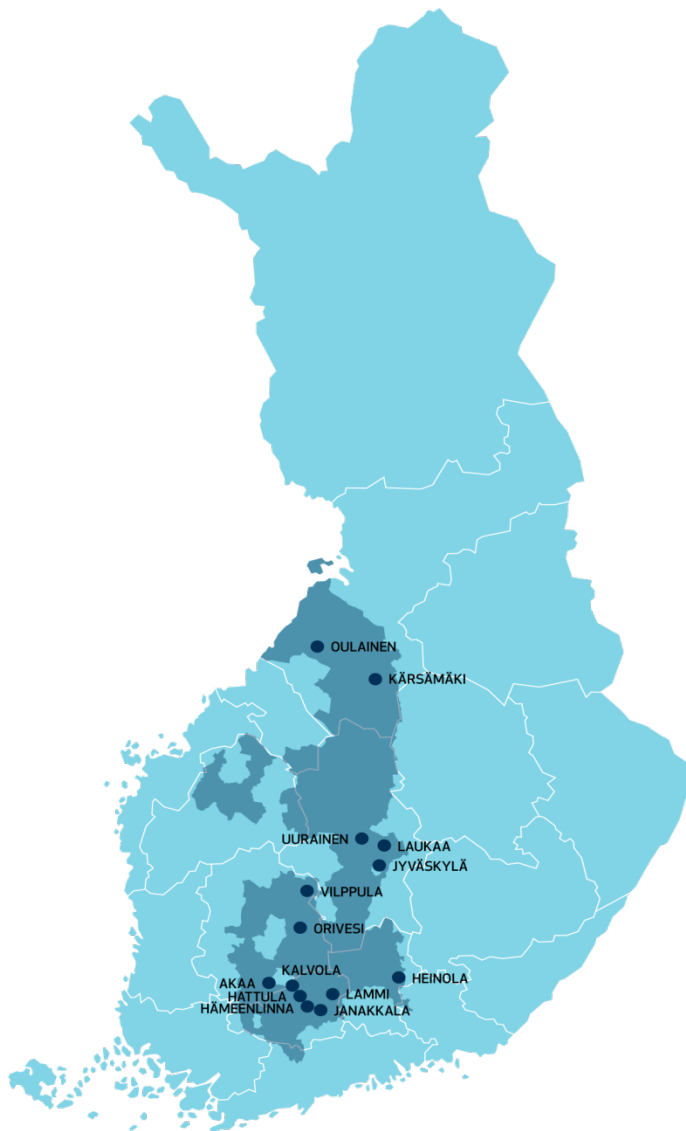 OULAINEN
KÄRSÄMÄKI
UURAINEN
LAUKAA
JYVÄSKYLÄ
VILPPULA
ORIVESI
KALVOLA
HEINOLA
AKAA
HATTULA
LAMMI
HÄMEENLINNA
JANAKKALA